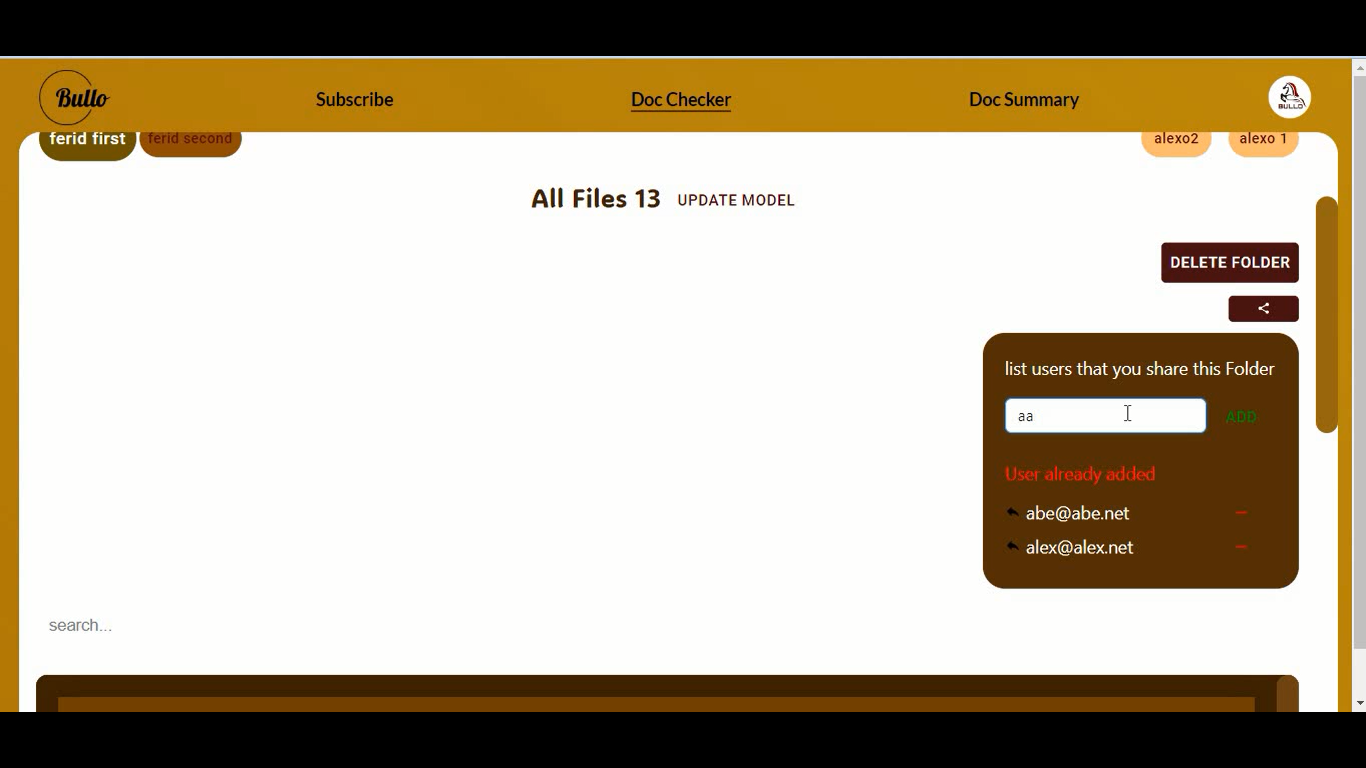 Bullo
Subscribe
Doc Checker
Doc Summary
BULLO
ferid first
ferid second
alexo2
alexo 1
All Files 13
UPDATE MODEL
DELETE FOLDER
list users that you share this Folder
aa
ADD
User already added
abe@abe.net
alex@alex.net
search...